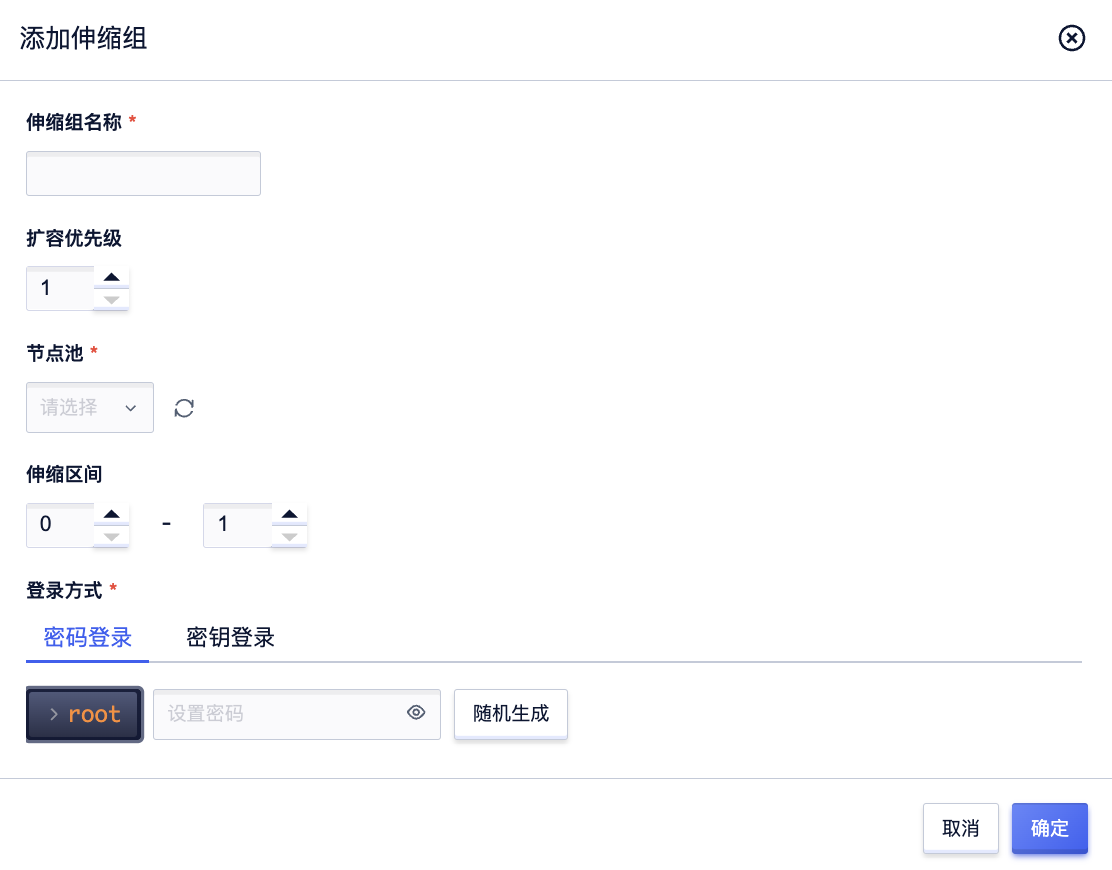 添加伸缩组
伸缩组名称 *
扩容优先级
1
节点池 *
请选择
伸缩区间
0 - 1
登录方式 *
密码登录 密钥登录
> root 设置密码 随机生成
取消 确定